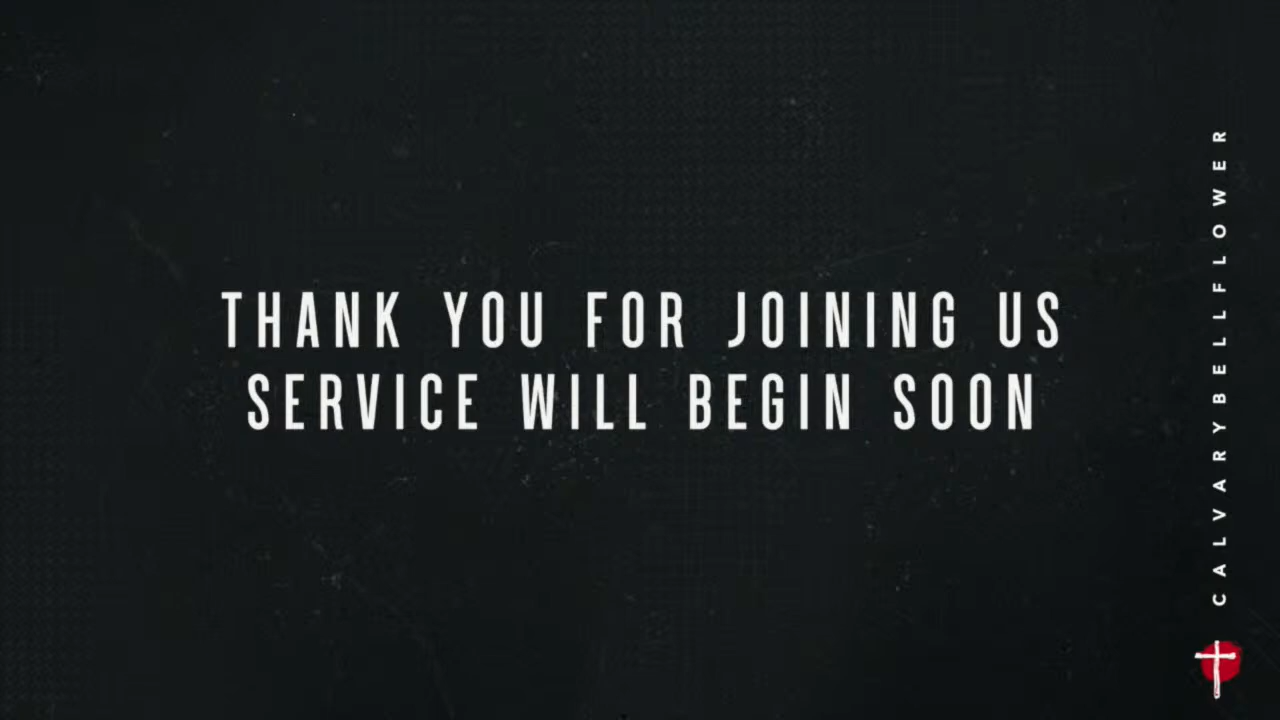 THANK YOU FOR JOINING US
SERVICE WILL BEGIN SOON
CALVARYBELLFLOWER